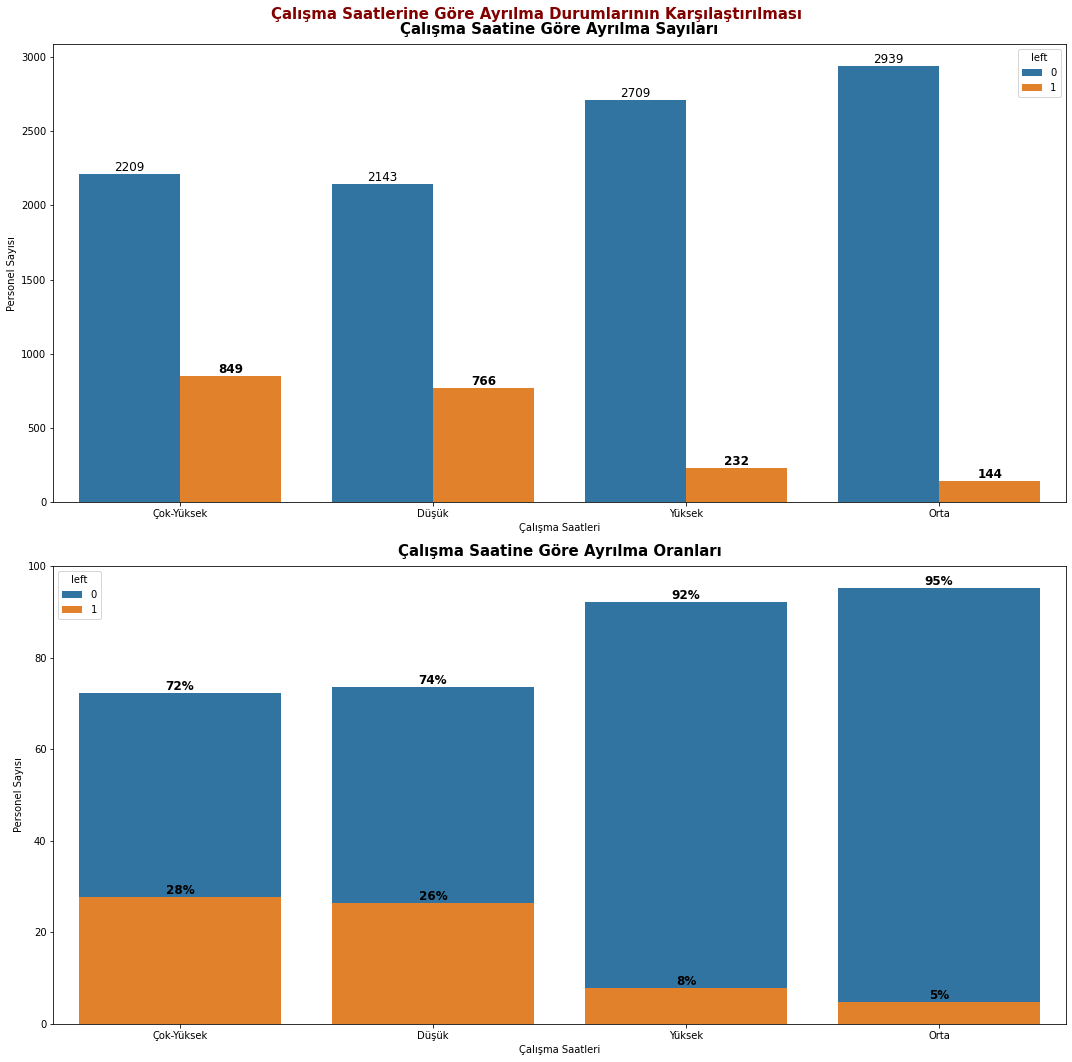 Çalışma Saatlerine Göre Ayrılma Durumlarının Karşılaştırılması
Çalışma Saatine Göre Ayrılma Sayıları
3000
2500
2000
1500
1000
500
0
Personel Sayısı
2209
849
2143
766
2709
232
2939
144
left
0
1
Çok-Yüksek
Düşük
Yüksek
Orta
Çalışma Saatleri
Çalışma Saatine Göre Ayrılma Oranları
100
80
60
40
20
0
Personel Sayısı
left
0
1
72%
28%
74%
26%
92%
8%
95%
5%
Çok-Yüksek
Düşük
Yüksek
Orta
Çalışma Saatleri